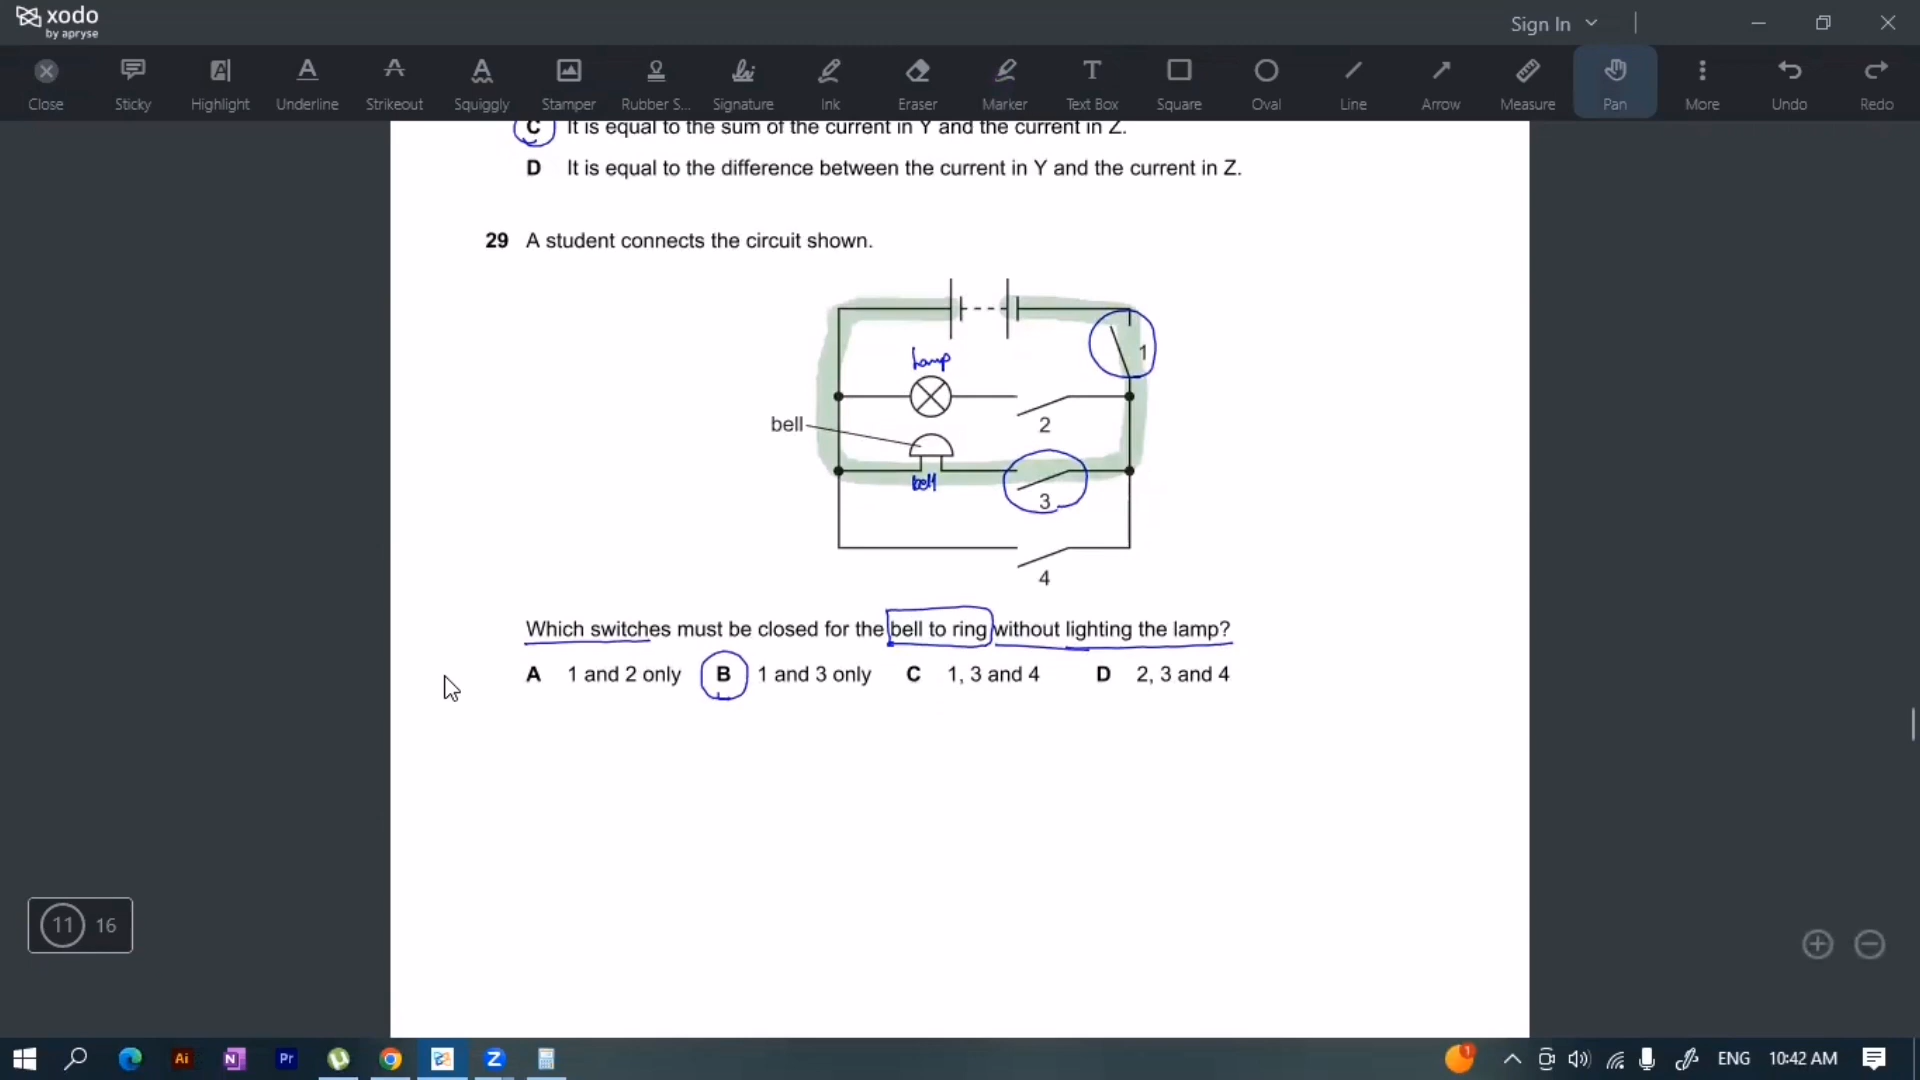 xodo
by apryse
Sign In
Close Sticky Highlight Underline Strikeout Squiggly Stamper Rubber S... Signature Ink Eraser Marker Text Box Square Oval Line Arrow Measure Pan More Undo Redo
C It is equal to the sum of the current in Y and the current in Z.
D It is equal to the difference between the current in Y and the current in Z.
29 A student connects the circuit shown.
Lamp
1
bell
2
bell
3
4
Which switches must be closed for the bell to ring without lighting the lamp?
A 1 and 2 only B 1 and 3 only C 1, 3 and 4 D 2, 3 and 4
11 16
Ai N Pr Z 1 ENG 10:42 AM